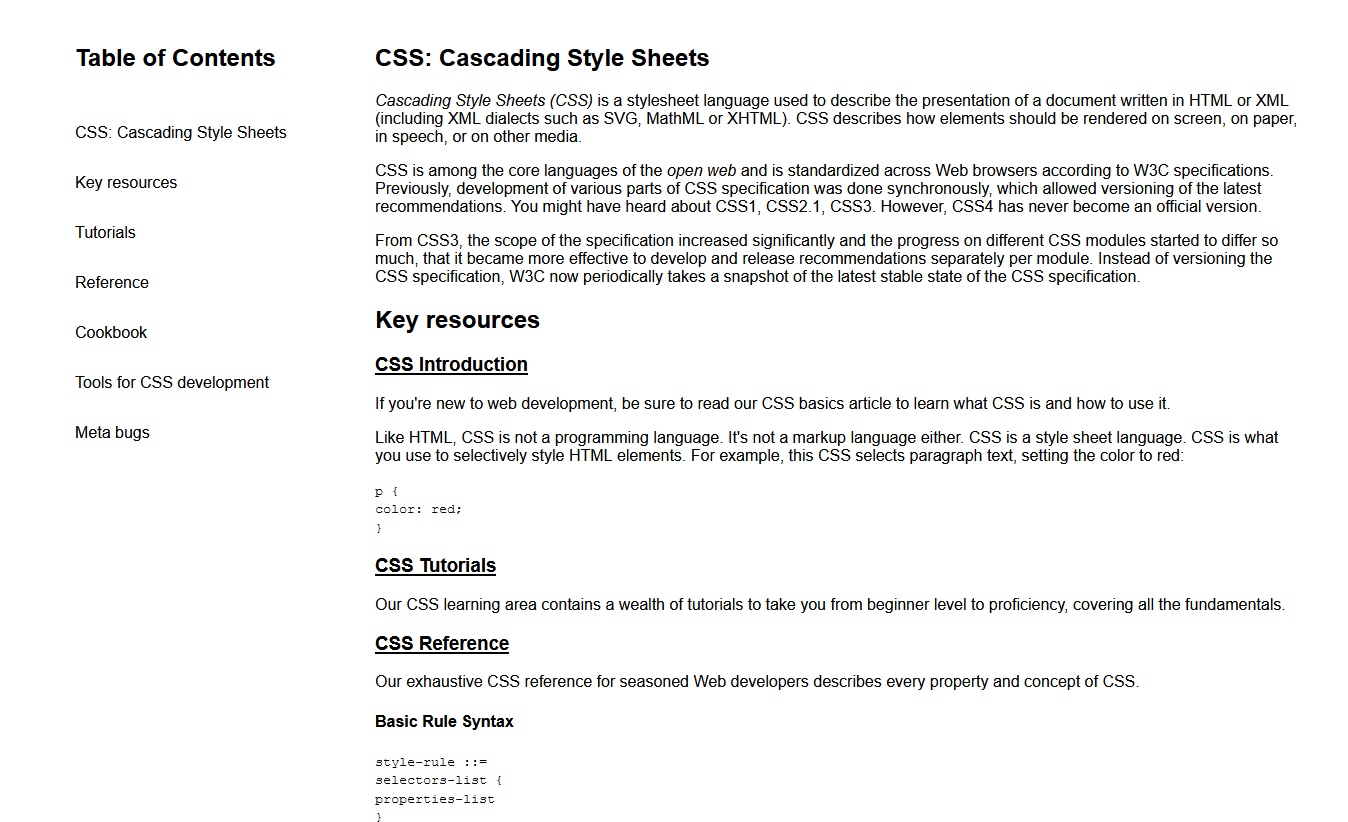 Table of Contents
CSS: Cascading Style Sheets
Key resources
Tutorials
Reference
Cookbook
Tools for CSS development
Meta bugs
CSS: Cascading Style Sheets
Cascading Style Sheets (CSS) is a stylesheet language used to describe the presentation of a document written in HTML or XML
(including XML dialects such as SVG, MathML or XHTML). CSS describes how elements should be rendered on screen, on paper,
in speech, or on other media.
CSS is among the core languages of the open web and is standardized across Web browsers according to W3C specifications.
Previously, development of various parts of CSS specification was done synchronously, which allowed versioning of the latest
recommendations. You might have heard about CSS1, CSS2.1, CSS3. However, CSS4 has never become an official version.
From CSS3, the scope of the specification increased significantly and the progress on different CSS modules started to differ so
much, that it became more effective to develop and release recommendations separately per module. Instead of versioning the
CSS specification, W3C now periodically takes a snapshot of the latest stable state of the CSS specification.
Key resources
CSS Introduction
If you're new to web development, be sure to read our CSS basics article to learn what CSS is and how to use it.
Like HTML, CSS is not a programming language. It's not a markup language either. CSS is a style sheet language. CSS is what
you use to selectively style HTML elements. For example, this CSS selects paragraph text, setting the color to red:
p {
color: red;
}
CSS Tutorials
Our CSS learning area contains a wealth of tutorials to take you from beginner level to proficiency, covering all the fundamentals.
CSS Reference
Our exhaustive CSS reference for seasoned Web developers describes every property and concept of CSS.
Basic Rule Syntax
style-rule ::=
selectors-list {
properties-list
}